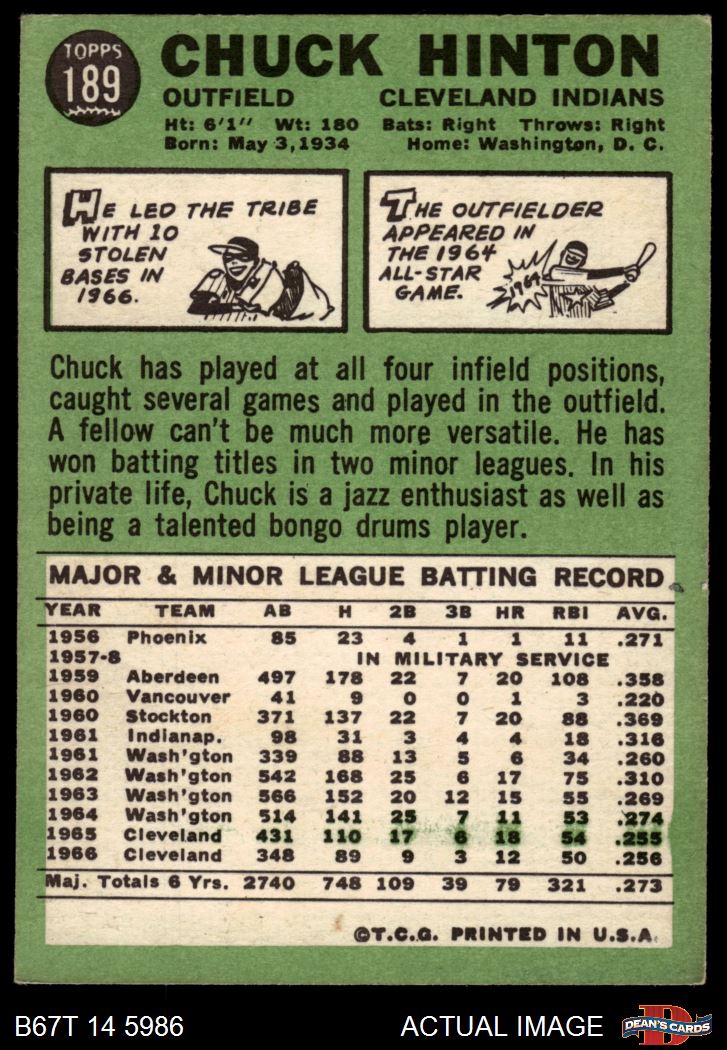 TOPPS
189
CHUCK HINTON
OUTFIELD CLEVELAND INDIANS
Ht: 6'1" Wt: 180 Bats: Right Throws: Right
Born: May 3, 1934 Home: Washington, D. C.
HE LED THE TRIBE
WITH 10
STOLEN
BASES IN
1966.
THE OUTFIELDER
APPEARED IN
THE 1964
ALL-STAR
GAME.
1964
Chuck has played at all four infield positions,
caught several games and played in the outfield.
A fellow can't be much more versatile. He has
won batting titles in two minor leagues. In his
private life, Chuck is a jazz enthusiast as well as
being a talented bongo drums player.
MAJOR & MINOR LEAGUE BATTING RECORD
YEAR TEAM AB H 2B 3B HR RBI AVG.
1956 Phoenix 85 23 4 1 1 11 .271
1957-8 IN MILITARY SERVICE
1959 Aberdeen 497 178 22 7 20 108 .358
1960 Vancouver 41 9 0 0 1 3 .220
1960 Stockton 371 137 22 7 20 88 .369
1961 Indianap. 98 31 3 4 4 18 .316
1961 Wash'gton 339 88 13 5 6 34 .260
1962 Wash'gton 542 168 25 6 17 75 .310
1963 Wash'gton 566 152 20 12 15 55 .269
1964 Wash'gton 514 141 25 7 11 53 .274
1965 Cleveland 431 110 17 6 18 54 .255
1966 Cleveland 348 89 9 3 12 50 .256
Maj. Totals 6 Yrs. 2740 748 109 39 79 321 .273
©T.C.G. PRINTED IN U.S.A.
B67T 14 5986 ACTUAL IMAGE
D
DEAN'S CARDS